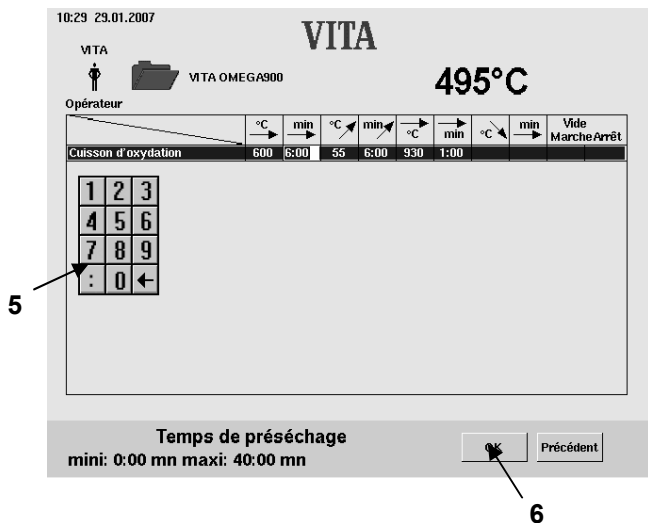 10:29 29.01.2007
VITA
VITA
VITA OMEGA900
495°C
Opérateur
°C min °C min °C min °C min Vide
Marche Arrêt
Cuisson d'oxydation 600 6:00 55 6:00 930 1:00
1 2 3
4 5 6
7 8 9
: 0 ←
5
Temps de préséchage
mini: 0:00 mn maxi: 40:00 mn
OK Précédent
6